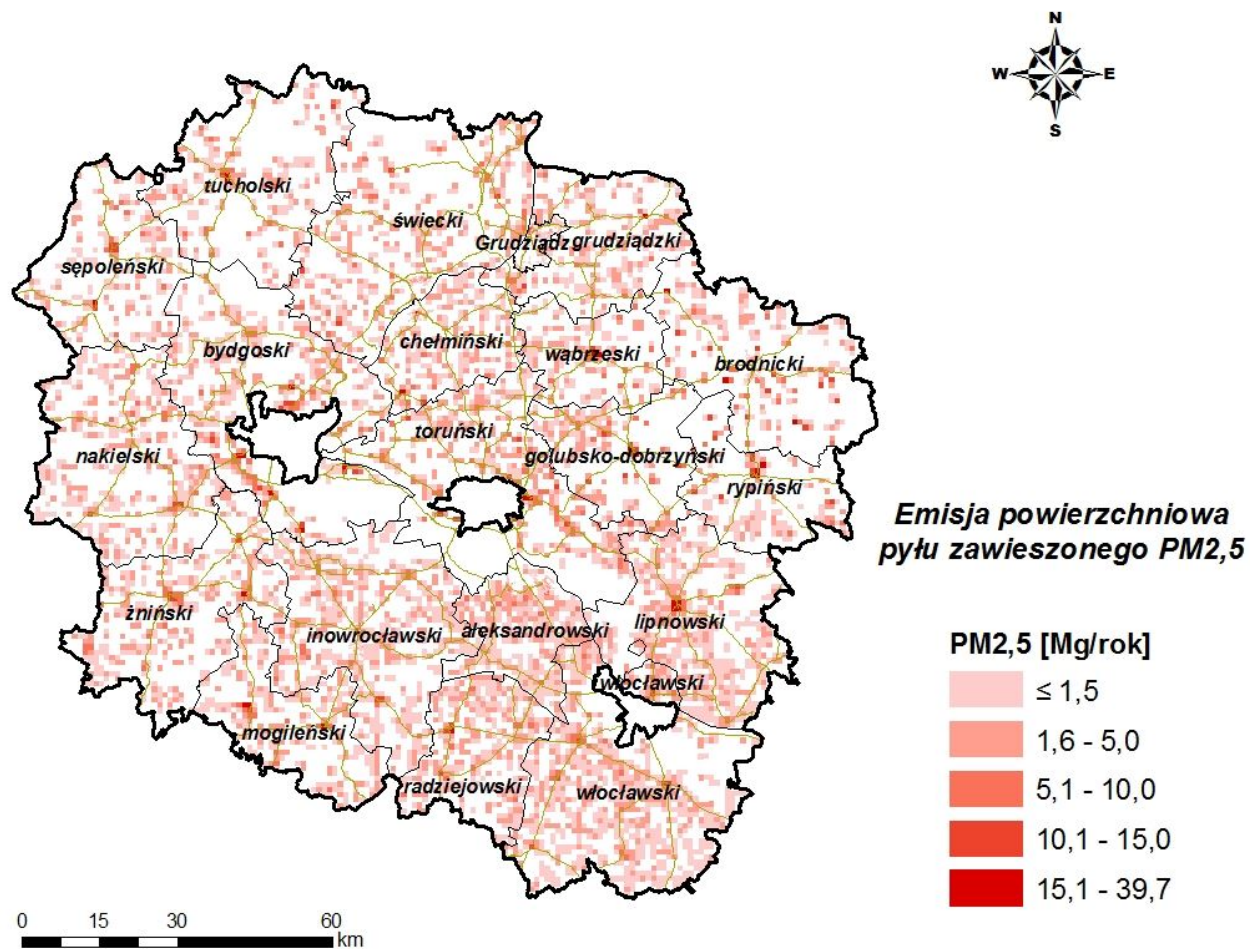 N
W E
S
tucholski
świecki
Grudziądz grudziądzki
sępoleński
chełmiński
bydgoski
wąbrzeski
brodnicki
toruński
nakielski
golubsko-dobrzyński
rypiński
Emisja powierzchniowa
pyłu zawieszonego PM2,5
żniński
inowrocławski
aleksandrowski
lipnowski
włocławski
mogileński
radziejowski
włocławski
PM2,5 [Mg/rok]
≤ 1,5
1,6 - 5,0
5,1 - 10,0
10,1 - 15,0
15,1 - 39,7
0 15 30 60
km